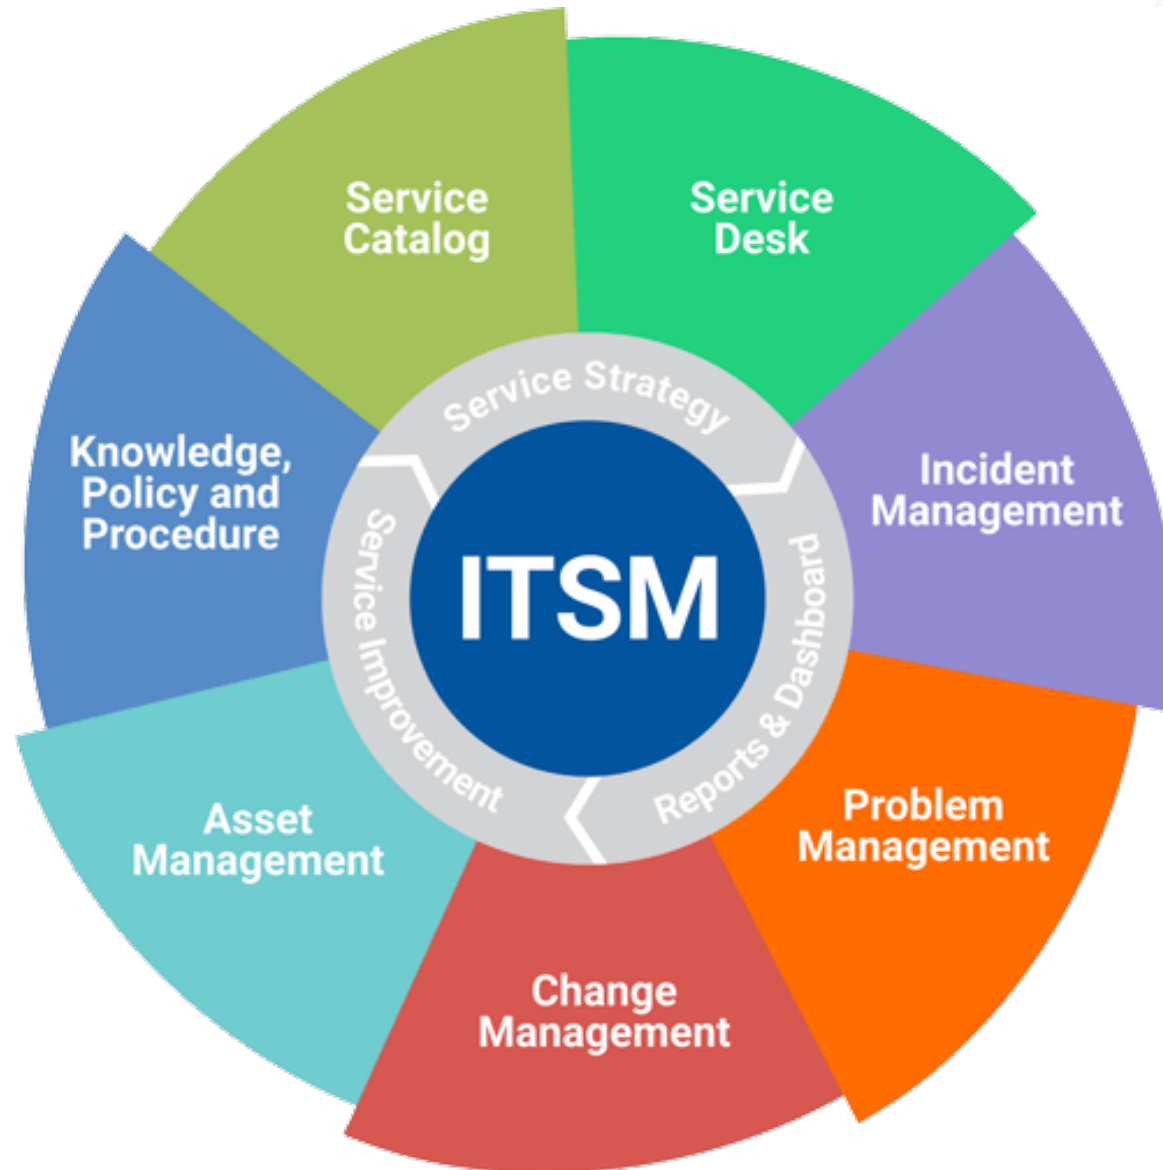 Service
Catalog
Service
Desk
Incident
Management
Problem
Management
Change
Management
Asset
Management
Knowledge,
Policy and
Procedure
Service Strategy
Reports & Dashboard
Service Improvement
ITSM